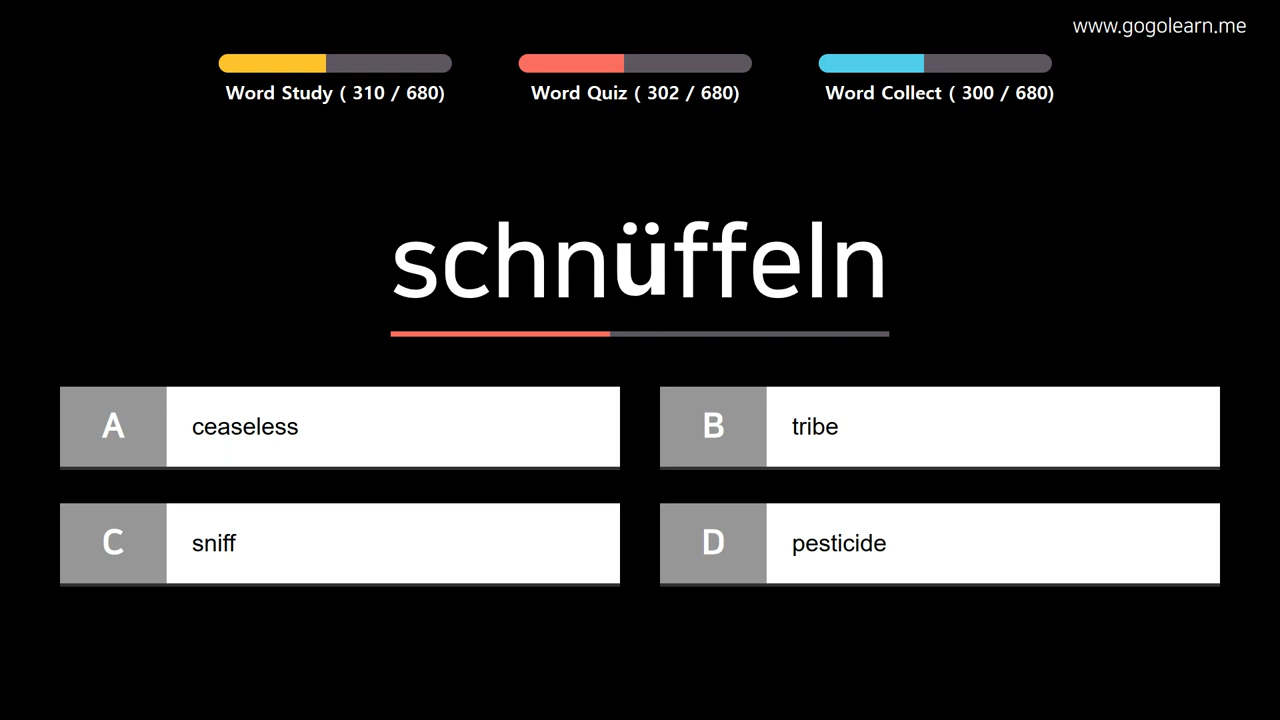 www.gogolearn.me
Word Study ( 310 / 680)
Word Quiz ( 302 / 680)
Word Collect ( 300 / 680)
schnüffeln
A ceaseless
B tribe
C sniff
D pesticide